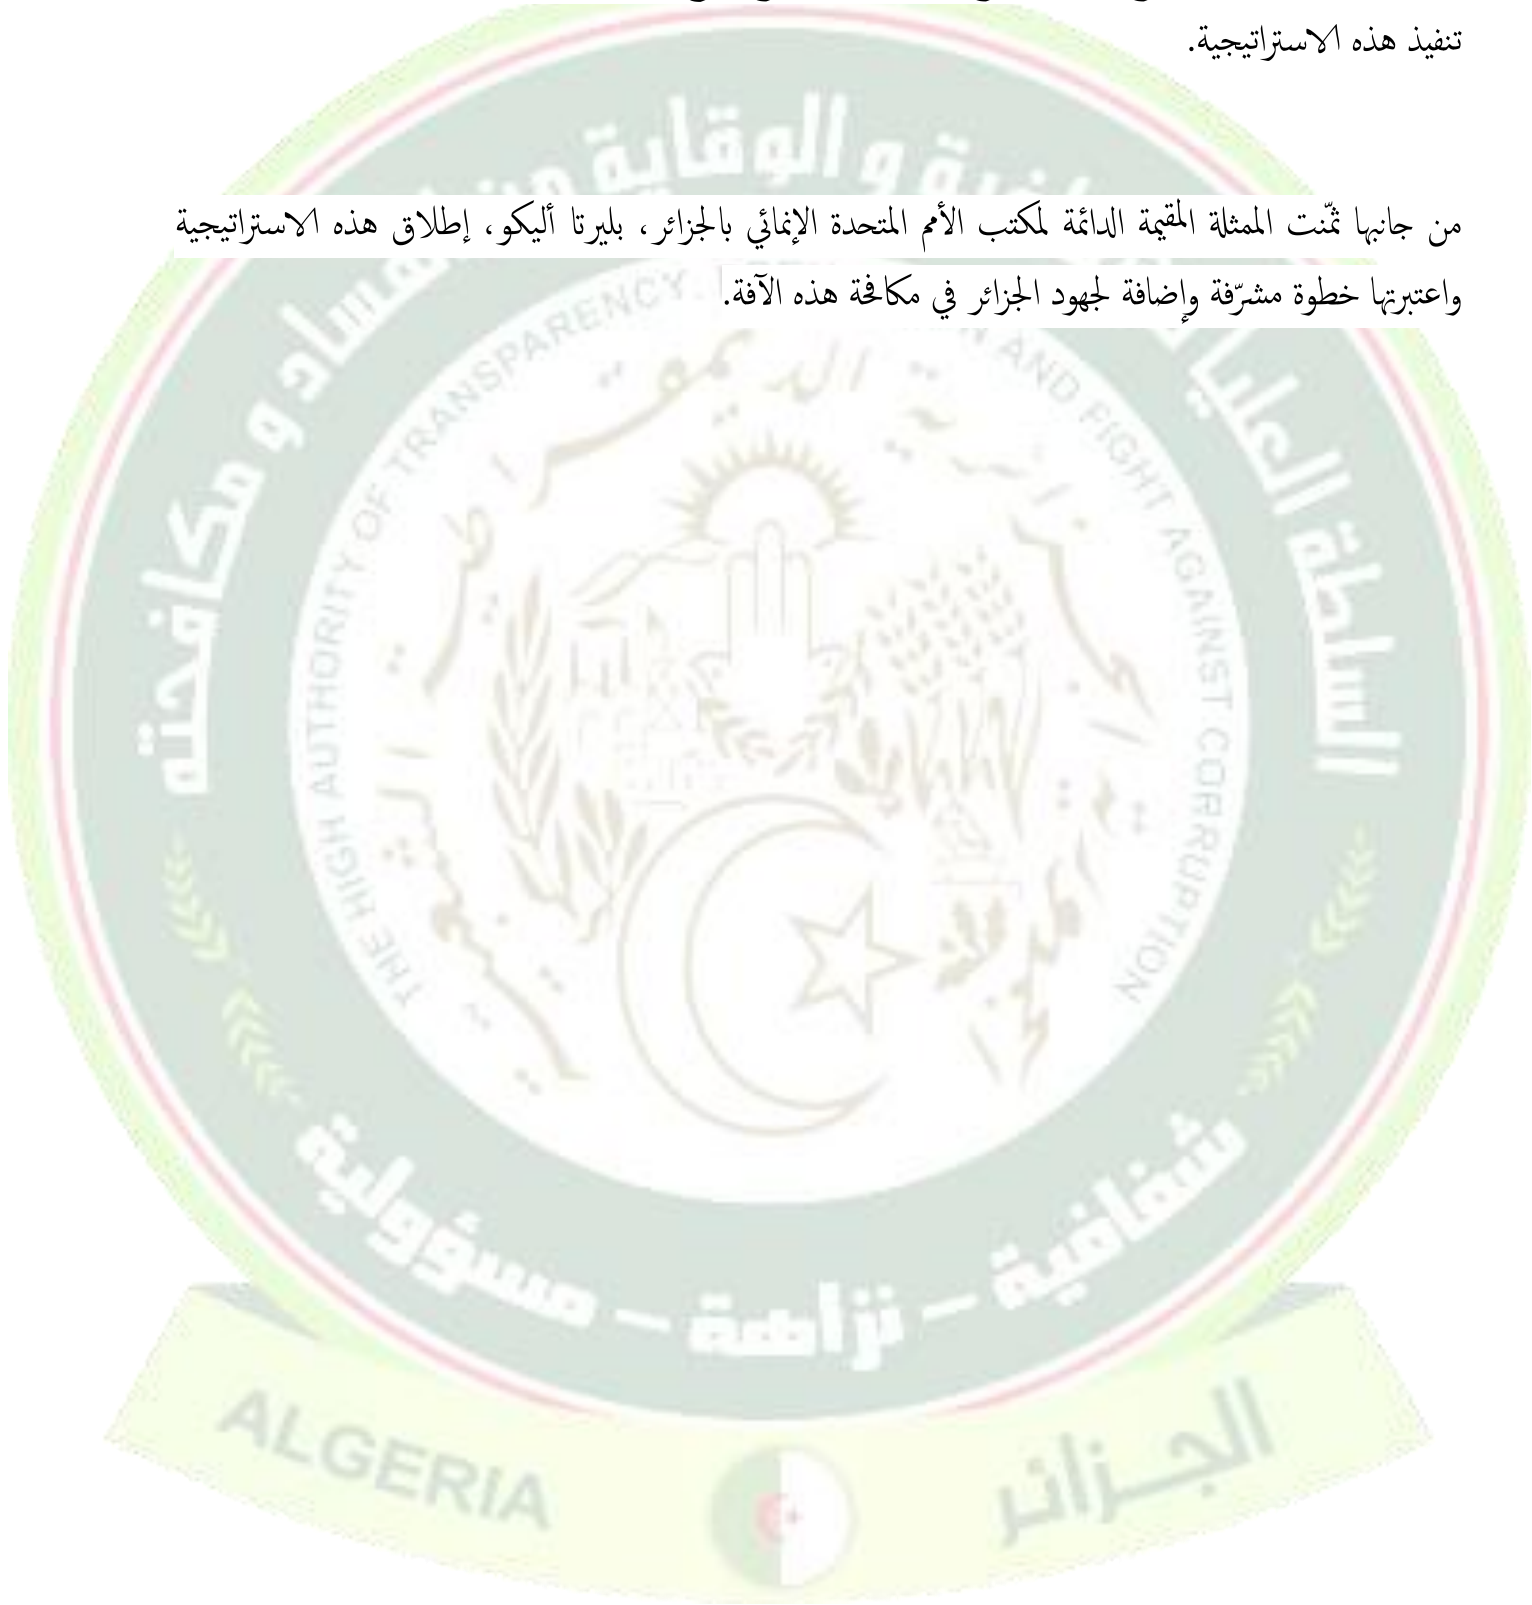 تنفيذ هذه الاستراتيجية.
من جانبها ثمّنت الممثلة المقيمة الدائمة لمكتب الأمم المتحدة الإنمائي بالجزائر، بليرتا أليكو، إطلاق هذه الاستراتيجية
واعتبرتها خطوة مشرّفة وإضافة لجهود الجزائر في مكافحة هذه الآفة.
السلطة العليا و الوقاية من الفساد و مكافحته
THE HIGH AUTHORITY OF TRANSPARENCY, AND FIGHT AGAINST CORRUPTION
شفافية – نزاهة – مسؤولية
ALGERIA
الجـزائر